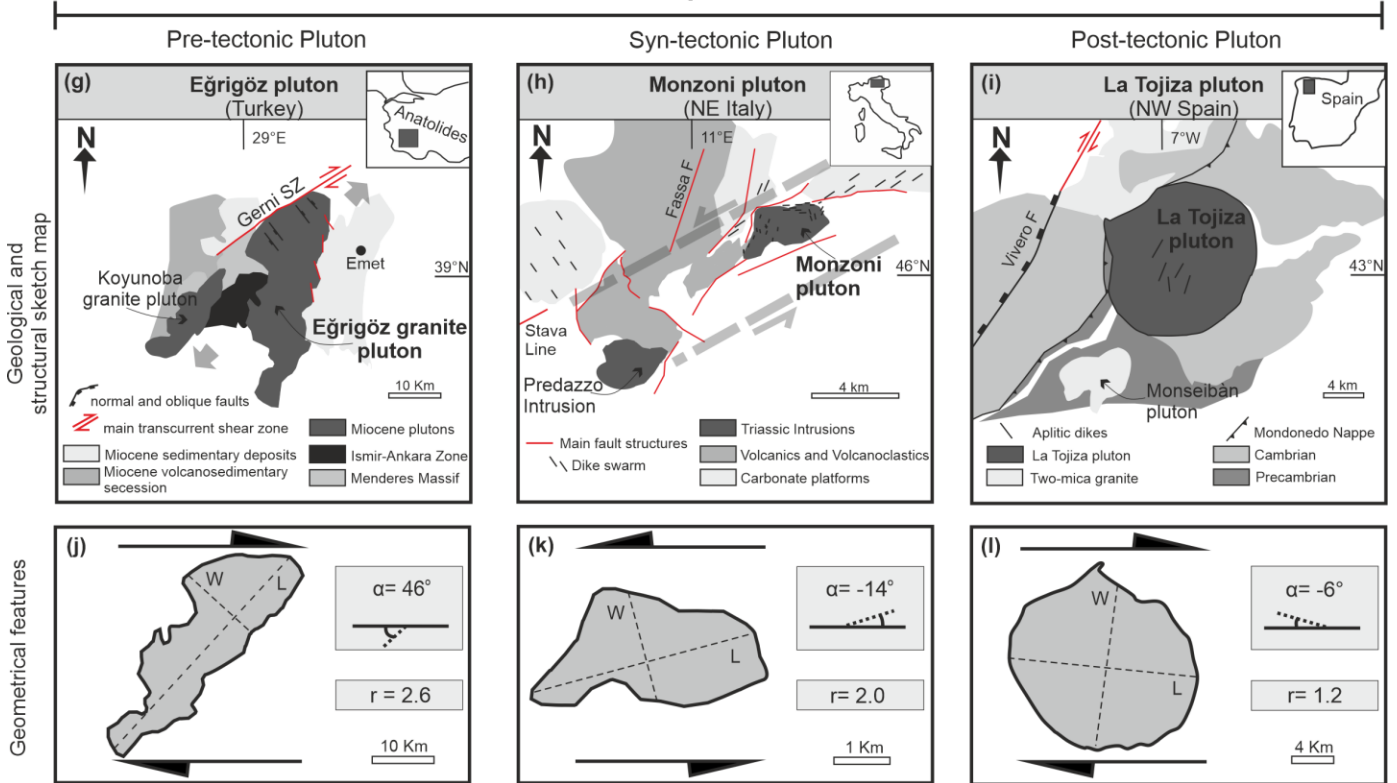 Pre-tectonic Pluton
Syn-tectonic Pluton
Post-tectonic Pluton
Geological and
structural sketch map
(g)
Eğrigöz pluton
(Turkey)
Anatolides
N
29°E
Gerni SZ
Emet
39°N
Koyunoba
granite pluton
Eğrigöz granite
pluton
10 Km
normal and oblique faults
main transcurrent shear zone
Miocene sedimentary deposits
Miocene volcanosedimentary
secession
Miocene plutons
Ismir-Ankara Zone
Menderes Massif
(h)
Monzoni pluton
(NE Italy)
N
11°E
Fassa F
Monzoni
pluton
46°N
Stava
Line
Predazzo
Intrusion
4 km
Main fault structures
Dike swarm
Triassic Intrusions
Volcanics and Volcanoclastics
Carbonate platforms
(i)
La Tojiza pluton
(NW Spain)
Spain
N
7°W
Vivero F
La Tojiza
pluton
43°N
Monseibàn
pluton
4 km
Aplitic dikes
La Tojiza pluton
Two-mica granite
Mondonedo Nappe
Cambrian
Precambrian
Geometrical features
(j)
W
L
α= 46°
r = 2.6
10 Km
(k)
W
L
α= -14°
r= 2.0
1 Km
(l)
W
L
α= -6°
r= 1.2
4 Km